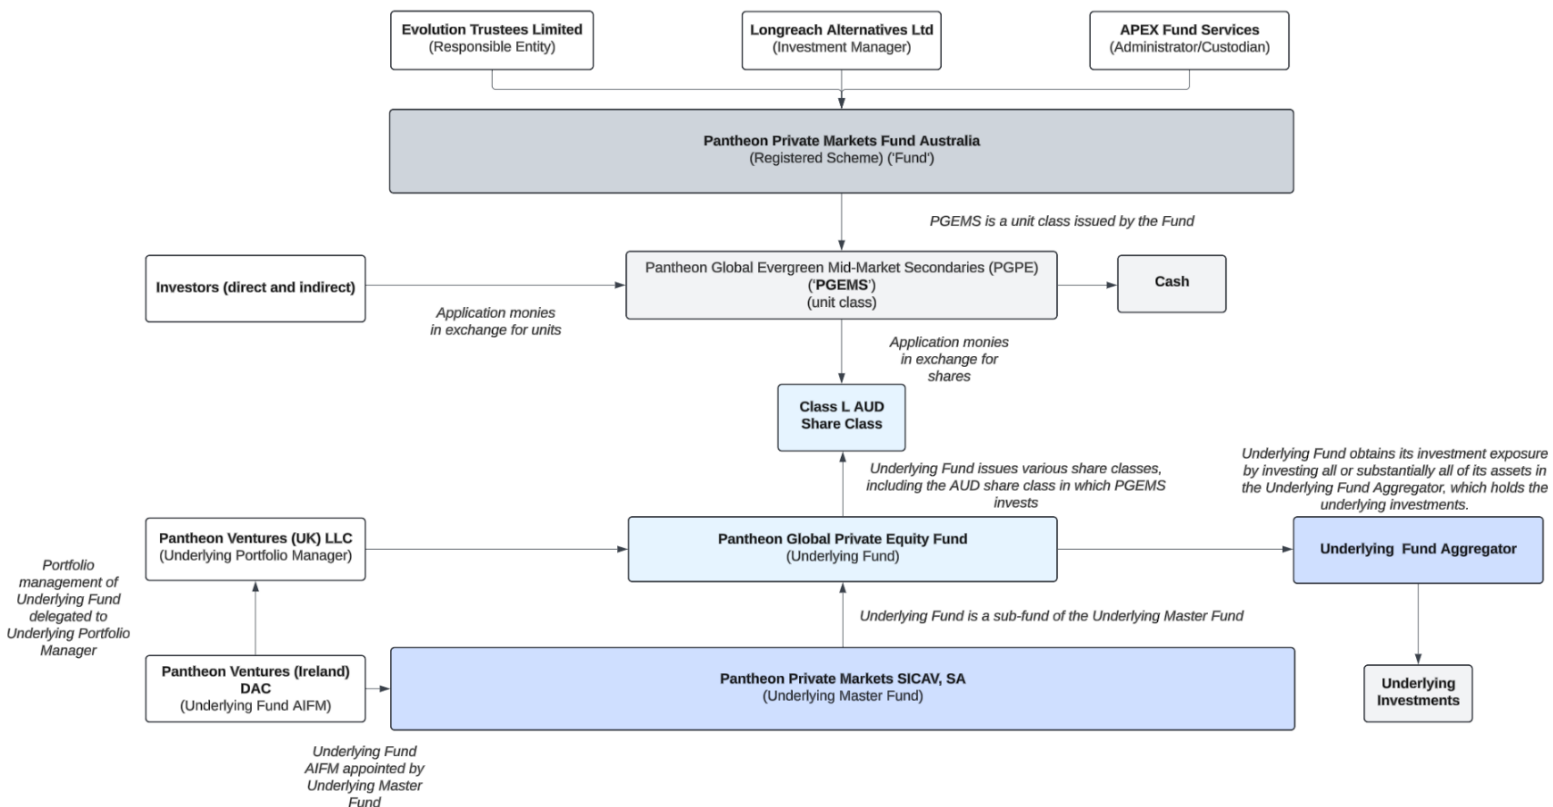 Evolution Trustees Limited
(Responsible Entity)
Longreach Alternatives Ltd
(Investment Manager)
APEX Fund Services
(Administrator/Custodian)
Pantheon Private Markets Fund Australia
(Registered Scheme) ('Fund')
PGEMS is a unit class issued by the Fund
Investors (direct and indirect)
Application monies
in exchange for units
Pantheon Global Evergreen Mid-Market Secondaries (PGPE)
('PGEMS')
(unit class)
Cash
Application monies
in exchange for
shares
Class L AUD
Share Class
Underlying Fund issues various share classes,
including the AUD share class in which PGEMS
invests
Underlying Fund obtains its investment exposure
by investing all or substantially all of its assets in
the Underlying Fund Aggregator, which holds the
underlying investments.
Pantheon Ventures (UK) LLC
(Underlying Portfolio Manager)
Pantheon Global Private Equity Fund
(Underlying Fund)
Underlying  Fund Aggregator
Portfolio
management of
Underlying Fund
delegated to
Underlying Portfolio
Manager
Underlying Fund is a sub-fund of the Underlying Master Fund
Pantheon Ventures (Ireland)
DAC
(Underlying Fund AIFM)
Pantheon Private Markets SICAV, SA
(Underlying Master Fund)
Underlying
Investments
Underlying Fund
AIFM appointed by
Underlying Master
Fund